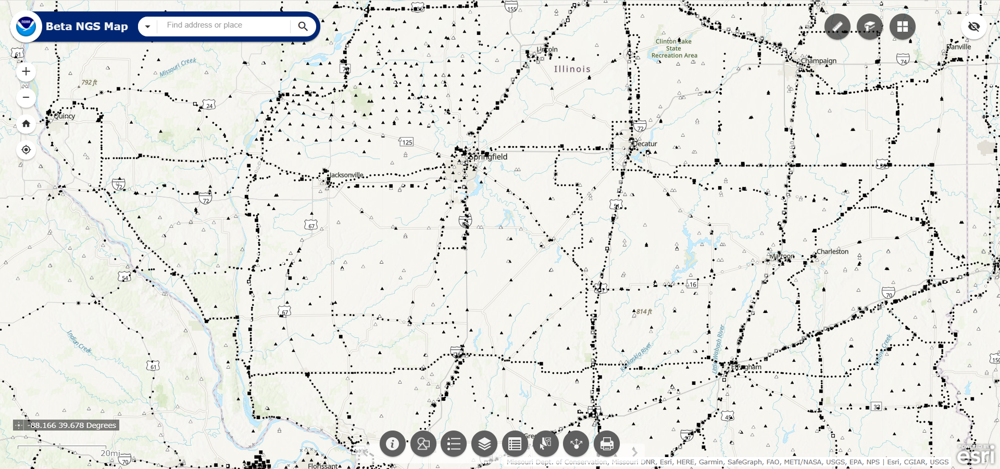 Beta NGS Map
Find address or place
NOAA
155
61
Missouri Creek
792 ft
24
Quincy
Lincoln
Illinois
Clinton Lake
State
Recreation Area
Champaign
74
Danville
72
125
Springfield
Decatur
Jacksonville
72
72
67
51
36
54
Mattoon
Charleston
16
70
67
814 ft
Indian Creek
Kaskaskia River
Little Wabash River
61
Effingham
150
33
45
-88.166 39.678 Degrees
20mi
70
Florissant
Missouri Dept. of Conservation, Missouri DNR, Esri, HERE, Garmin, SafeGraph, FAO, METI/NASA, USGS, EPA, NPS | Esri, CGIAR, USGS
POWERED BY
esri